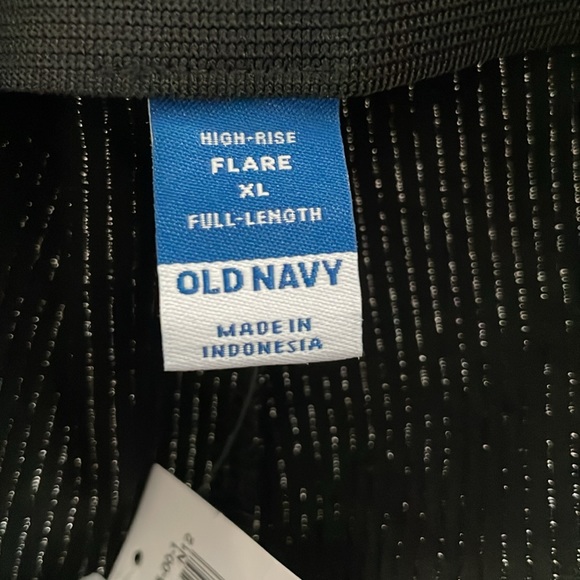 HIGH-RISE
FLARE
XL
FULL-LENGTH
OLD NAVY
MADE IN
INDONESIA